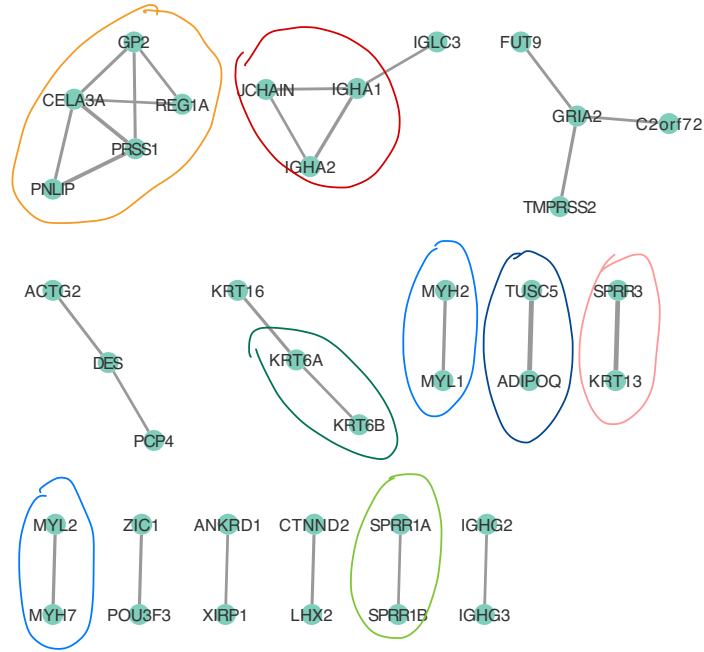 GP2
CELA3A
REG1A
PRSS1
PNLIP
IGLC3
JCHAIN
IGHA1
IGHA2
FUT9
GRIA2
C2orf72
TMPRSS2
ACTG2
DES
PCP4
KRT16
KRT6A
KRT6B
MYH2
MYL1
TUSC5
ADIPOQ
SPRR3
KRT13
MYL2
MYH7
ZIC1
POU3F3
ANKRD1
XIRP1
CTNND2
LHX2
SPRR1A
SPRR1B
IGHG2
IGHG3